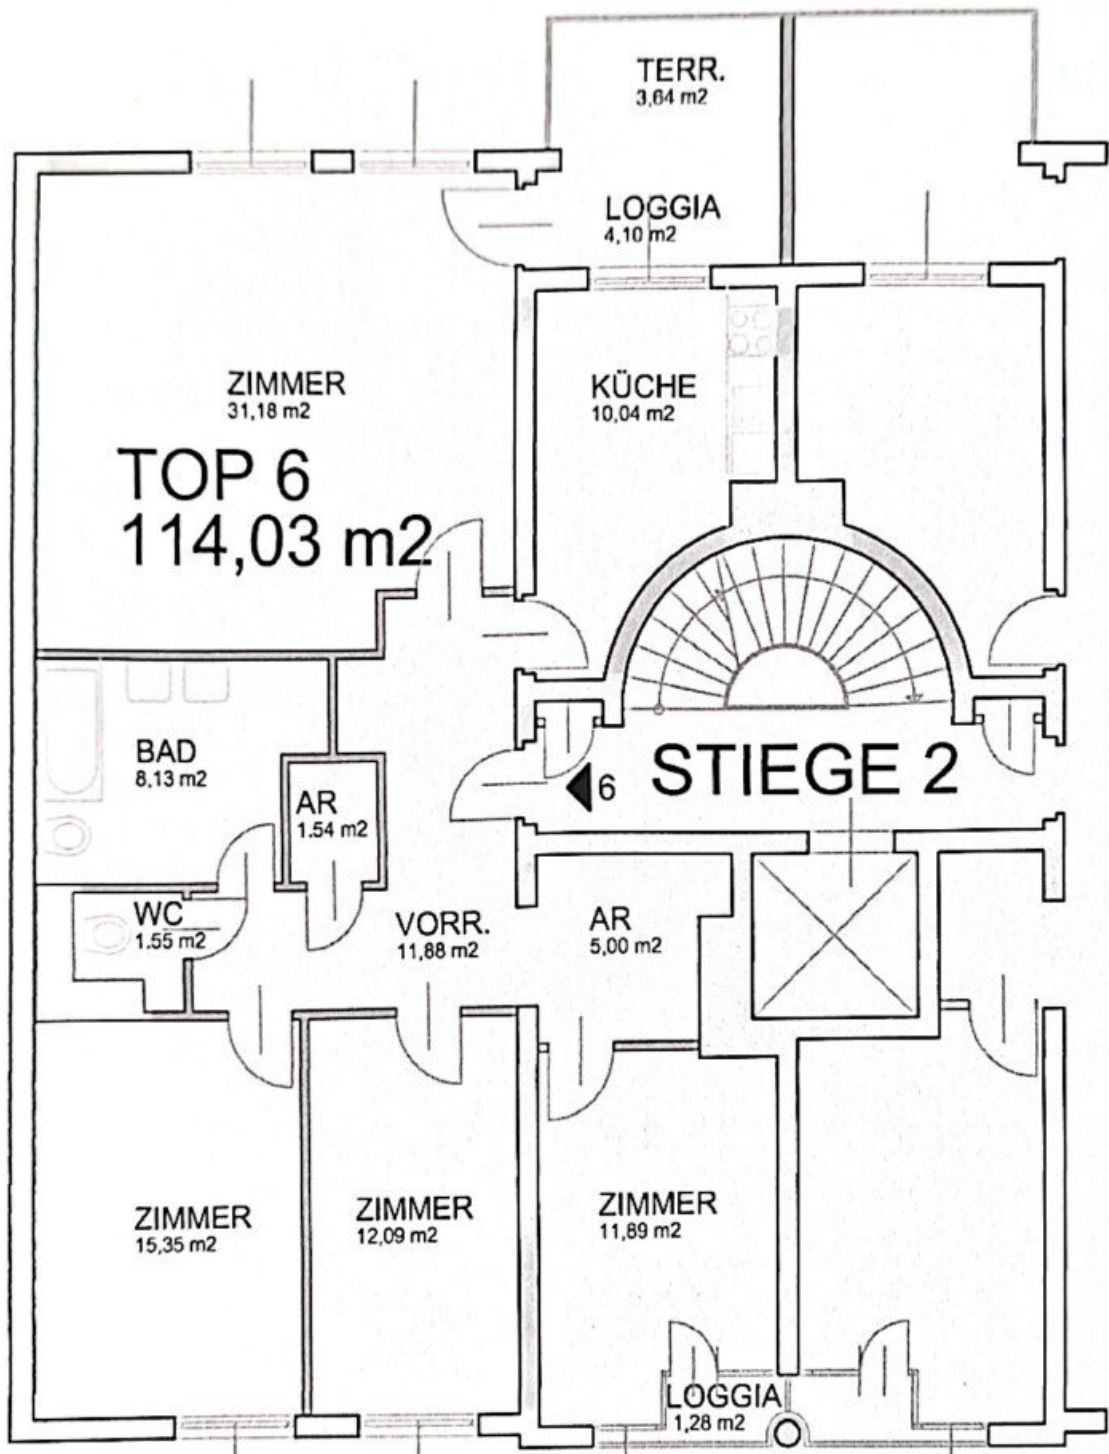 TERR.
3,64 m2
LOGGIA
4,10 m2
ZIMMER
31,18 m2
KÜCHE
10,04 m2
TOP 6
114,03 m2
BAD
8,13 m2
AR
1.54 m2
6
STIEGE 2
WC
1.55 m2
VORR.
11,88 m2
AR
5,00 m2
ZIMMER
15,35 m2
ZIMMER
12,09 m2
ZIMMER
11,89 m2
LOGGIA
1,28 m2